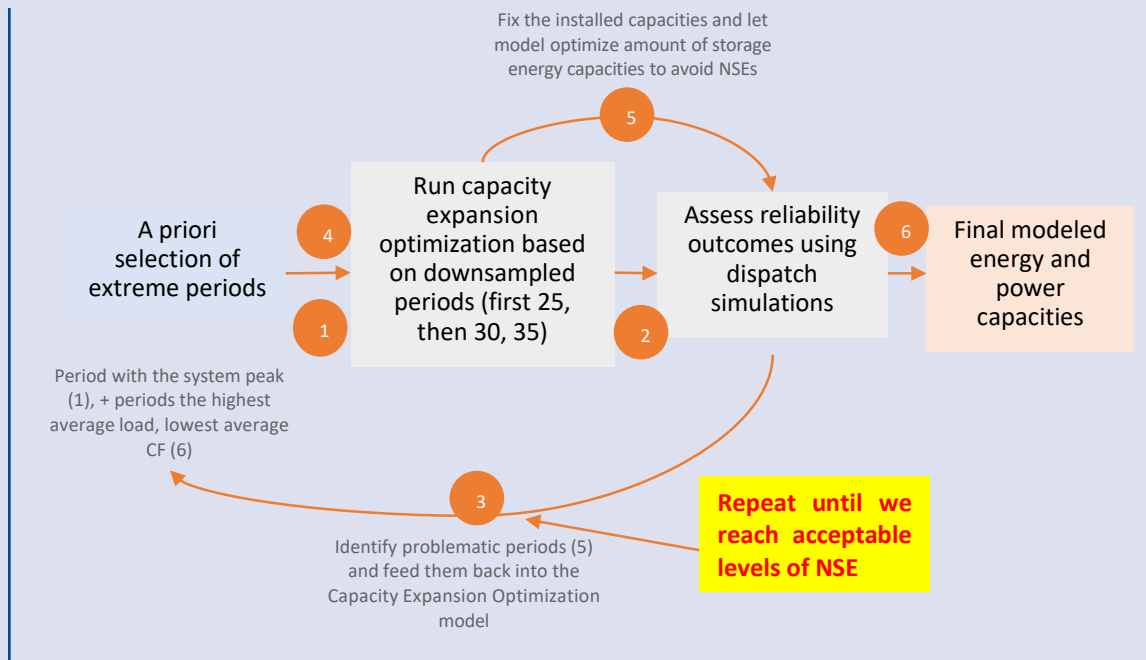 Fix the installed capacities and let
model optimize amount of storage
energy capacities to avoid NSEs
5
A priori
selection of
extreme periods
4
1
Run capacity
expansion
optimization based
on downsampled
periods (first 25,
then 30, 35)
2
Assess reliability
outcomes using
dispatch
simulations
6
Final modeled
energy and
power
capacities
Period with the system peak
(1), + periods the highest
average load, lowest average
CF (6)
3
Identify problematic periods (5)
and feed them back into the
Capacity Expansion Optimization
model
Repeat until we
reach acceptable
levels of NSE